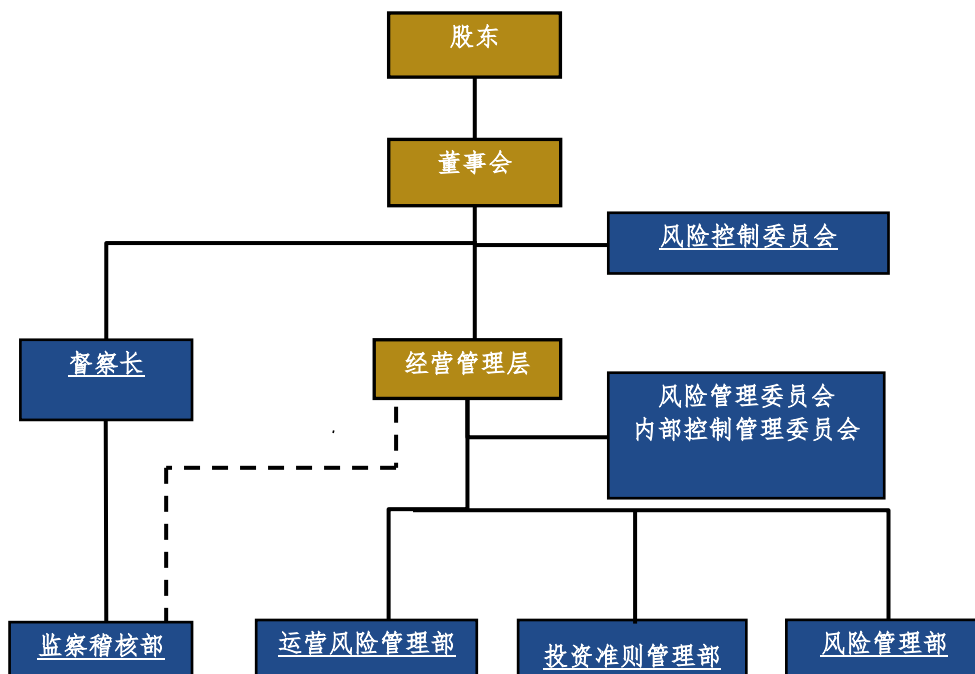 股东
董事会
风险控制委员会
督察长
经营管理层
风险管理委员会
内部控制管理委员会
监察稽核部
运营风险管理部
投资准则管理部
风险管理部